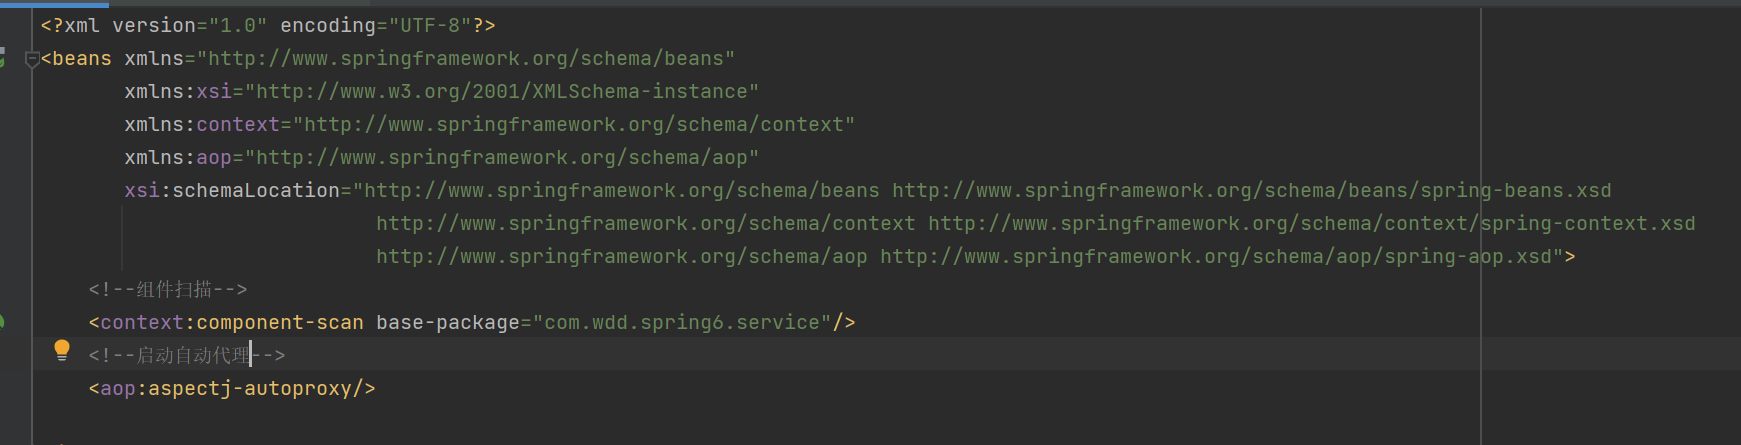 <?xml version="1.0" encoding="UTF-8"?>
<beans xmlns="http://www.springframework.org/schema/beans"
xmlns:xsi="http://www.w3.org/2001/XMLSchema-instance"
xmlns:context="http://www.springframework.org/schema/context"
xmlns:aop="http://www.springframework.org/schema/aop"
xsi:schemaLocation="http://www.springframework.org/schema/beans http://www.springframework.org/schema/beans/spring-beans.xsd
http://www.springframework.org/schema/context http://www.springframework.org/schema/context/spring-context.xsd
http://www.springframework.org/schema/aop http://www.springframework.org/schema/aop/spring-aop.xsd">
<!--组件扫描-->
<context:component-scan base-package="com.wdd.spring6.service"/>
<!--启动自动代理-->
<aop:aspectj-autoproxy/>